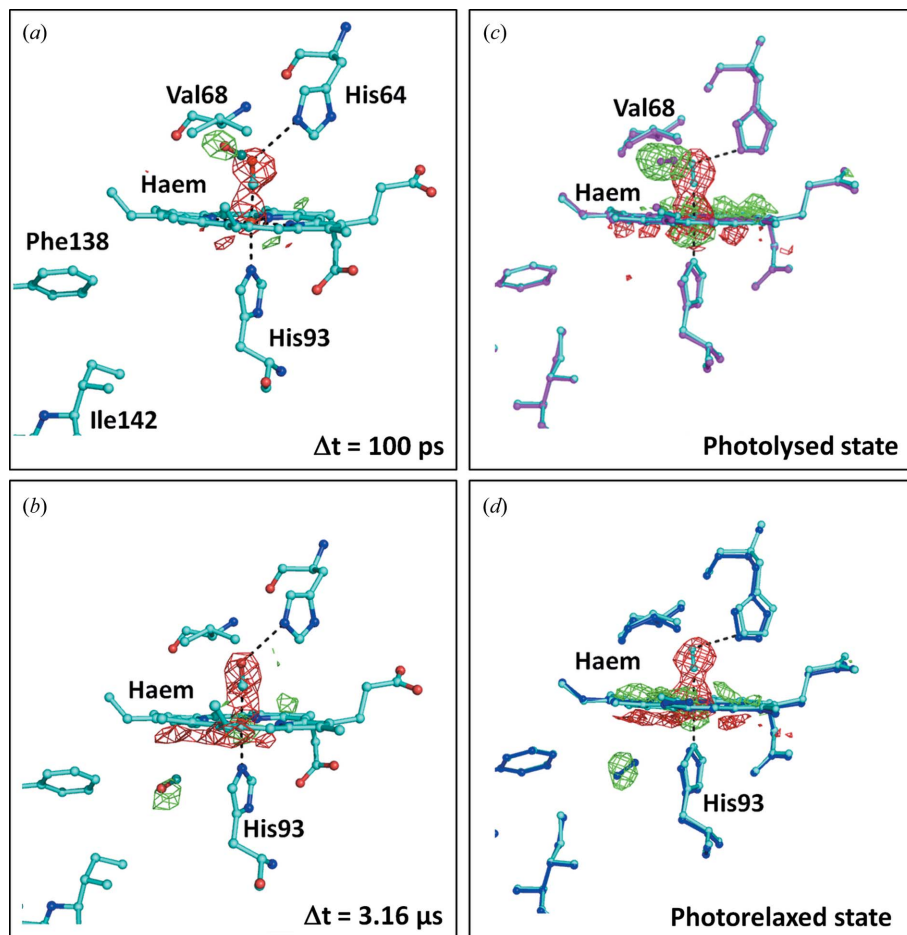 (a)
Val68
His64
Haem
Phe138
His93
Ile142
Δt = 100 ps
(c)
Val68
Haem
Photolysed state
(b)
Haem
His93
Δt = 3.16 μs
(d)
Haem
His93
Photorelaxed state